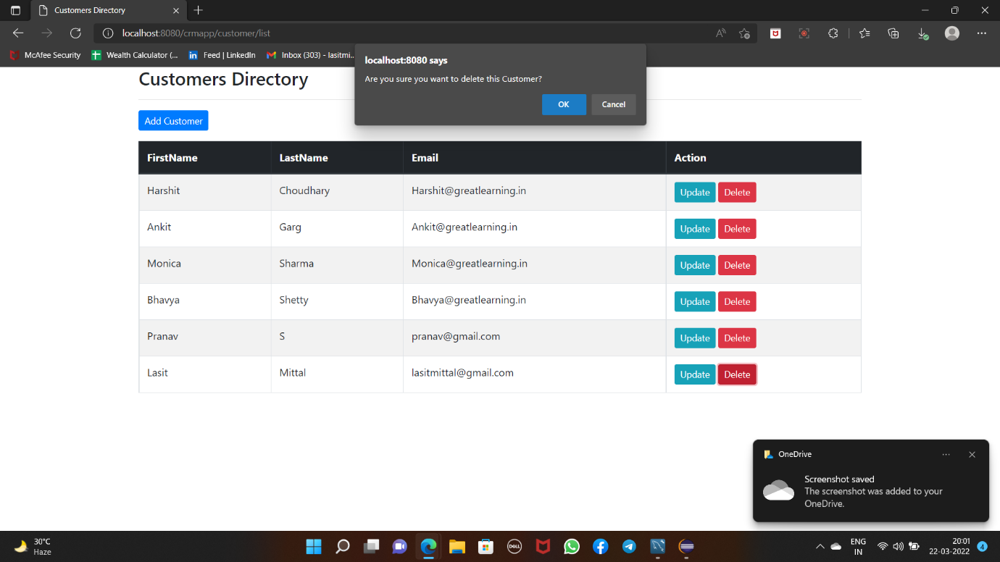 Customers Directory
localhost:8080/crmapp/customer/list
McAfee Security
Wealth Calculator (...
Feed | LinkedIn
Inbox (303) - lasitmi...
localhost:8080 says
Are you sure you want to delete this Customer?
OK
Cancel
Customers Directory
Add Customer
FirstName LastName Email Action
Harshit Choudhary Harshit@greatlearning.in Update Delete
Ankit Garg Ankit@greatlearning.in Update Delete
Monica Sharma Monica@greatlearning.in Update Delete
Bhavya Shetty Bhavya@greatlearning.in Update Delete
Pranav S pranav@gmail.com Update Delete
Lasit Mittal lasitmittal@gmail.com Update Delete
OneDrive
Screenshot saved
The screenshot was added to your
OneDrive.
30°C
Haze
DELL
ENG
IN
20:01
22-03-2022
4